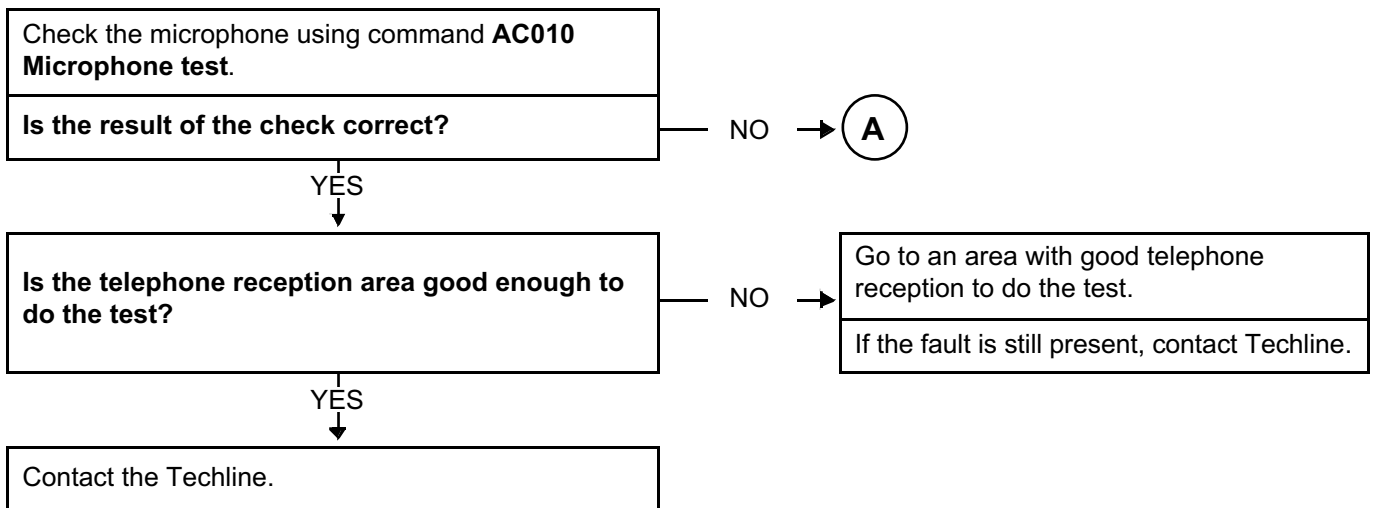 Check the microphone using command AC010
Microphone test.
Is the result of the check correct?
NO
A
YES
Is the telephone reception area good enough to
do the test?
NO
Go to an area with good telephone
reception to do the test.
If the fault is still present, contact Techline.
YES
Contact the Techline.